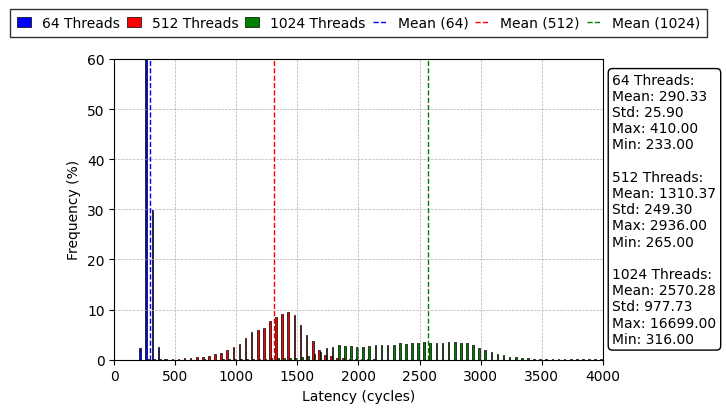 64 Threads 512 Threads 1024 Threads Mean (64) Mean (512) Mean (1024)
60
50
40
30
20
10
0
Frequency (%)
0 500 1000 1500 2000 2500 3000 3500 4000
Latency (cycles)
64 Threads:
Mean: 290.33
Std: 25.90
Max: 410.00
Min: 233.00
512 Threads:
Mean: 1310.37
Std: 249.30
Max: 2936.00
Min: 265.00
1024 Threads:
Mean: 2570.28
Std: 977.73
Max: 16699.00
Min: 316.00